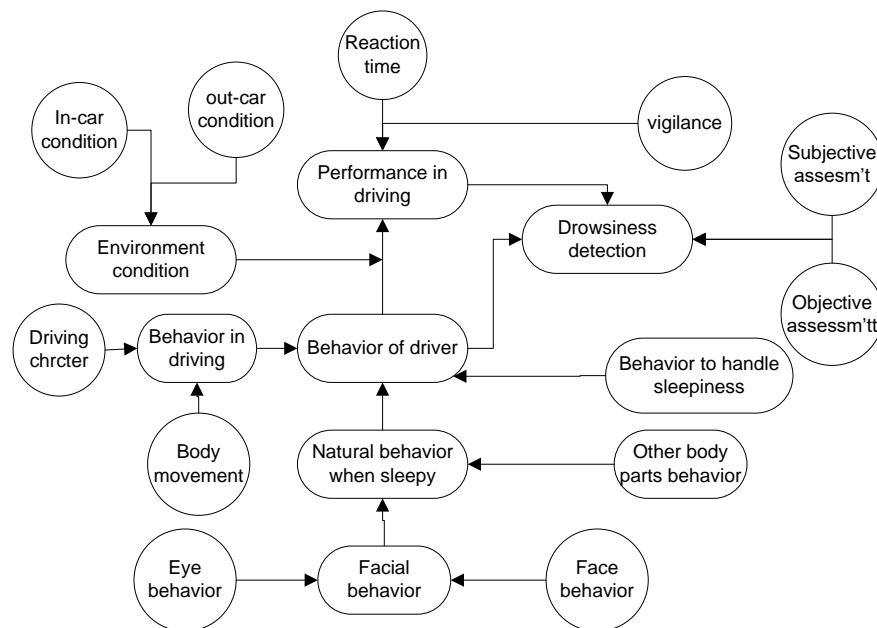 Reaction
time
out-car
condition
In-car
condition
vigilance
Subjective
assesm't
Performance in
driving
Drowsiness
detection
Environment
condition
Objective
assessm'tt
Driving
chrcter
Behavior in
driving
Behavior of driver
Behavior to handle
sleepiness
Body
movement
Natural behavior
when sleepy
Other body
parts behavior
Eye
behavior
Facial
behavior
Face
behavior